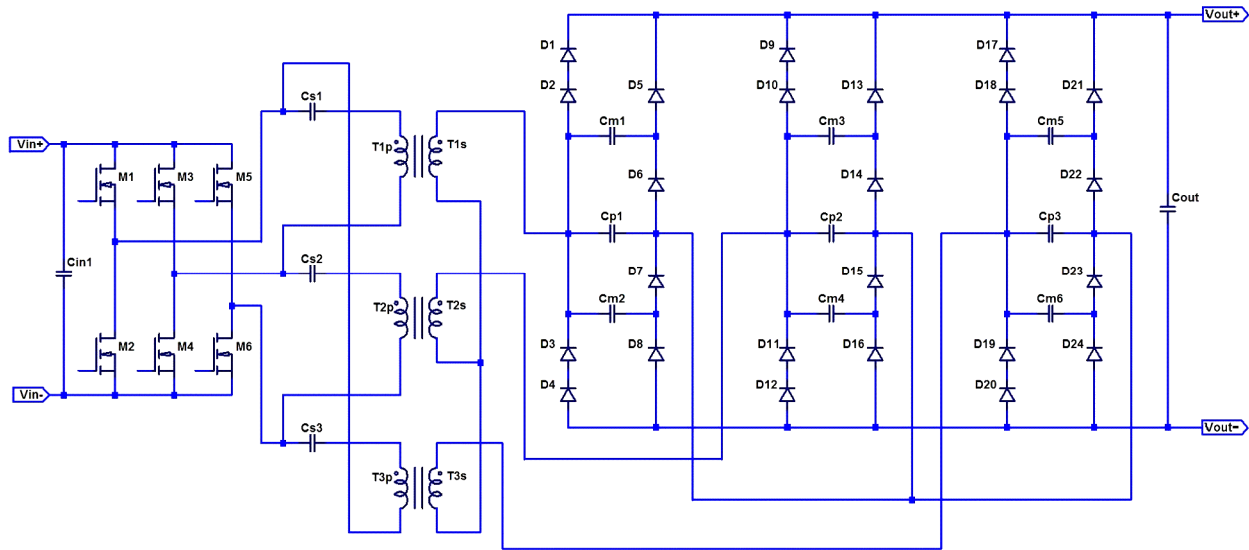 Vout+
D1
D9
D17
D2
D5
D10
D13
D18
D21
Cs1
Cm1
Cm3
Cm5
Vin+
T1p
T1s
M1
M3
M5
D6
D14
D22
Cout
Cp1
Cp2
Cp3
Cin1
Cs2
D7
D15
D23
T2p
T2s
Cm2
Cm4
Cm6
M2
M4
M6
D3
D8
D11
D16
D19
D24
D4
D12
D20
Vin-
Vout-
Cs3
T3p
T3s